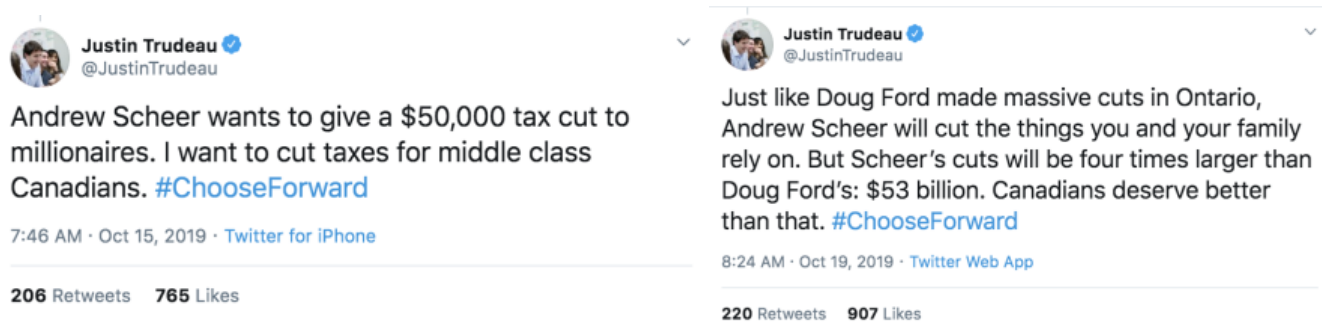 Justin Trudeau
@JustinTrudeau
Andrew Scheer wants to give a $50,000 tax cut to
millionaires. I want to cut taxes for middle class
Canadians. #ChooseForward
7:46 AM · Oct 15, 2019 · Twitter for iPhone
206 Retweets 765 Likes
Justin Trudeau
@JustinTrudeau
Just like Doug Ford made massive cuts in Ontario,
Andrew Scheer will cut the things you and your family
rely on. But Scheer's cuts will be four times larger than
Doug Ford's: $53 billion. Canadians deserve better
than that. #ChooseForward
8:24 AM · Oct 19, 2019 · Twitter Web App
220 Retweets 907 Likes